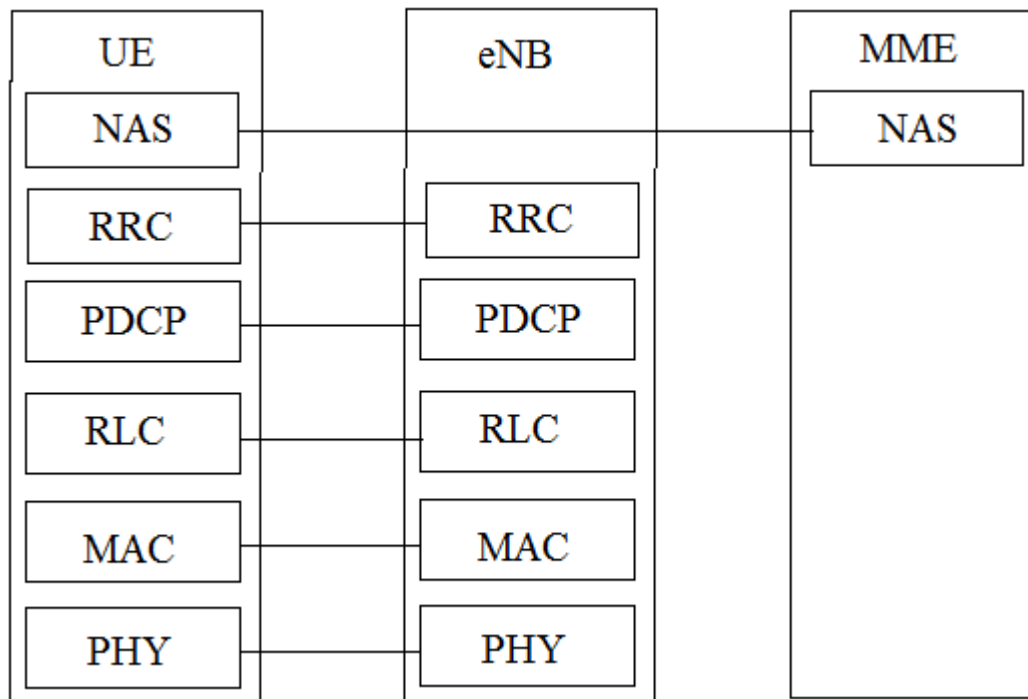 UE
eNB
MME
NAS
NAS
RRC
RRC
PDCP
PDCP
RLC
RLC
MAC
MAC
PHY
PHY